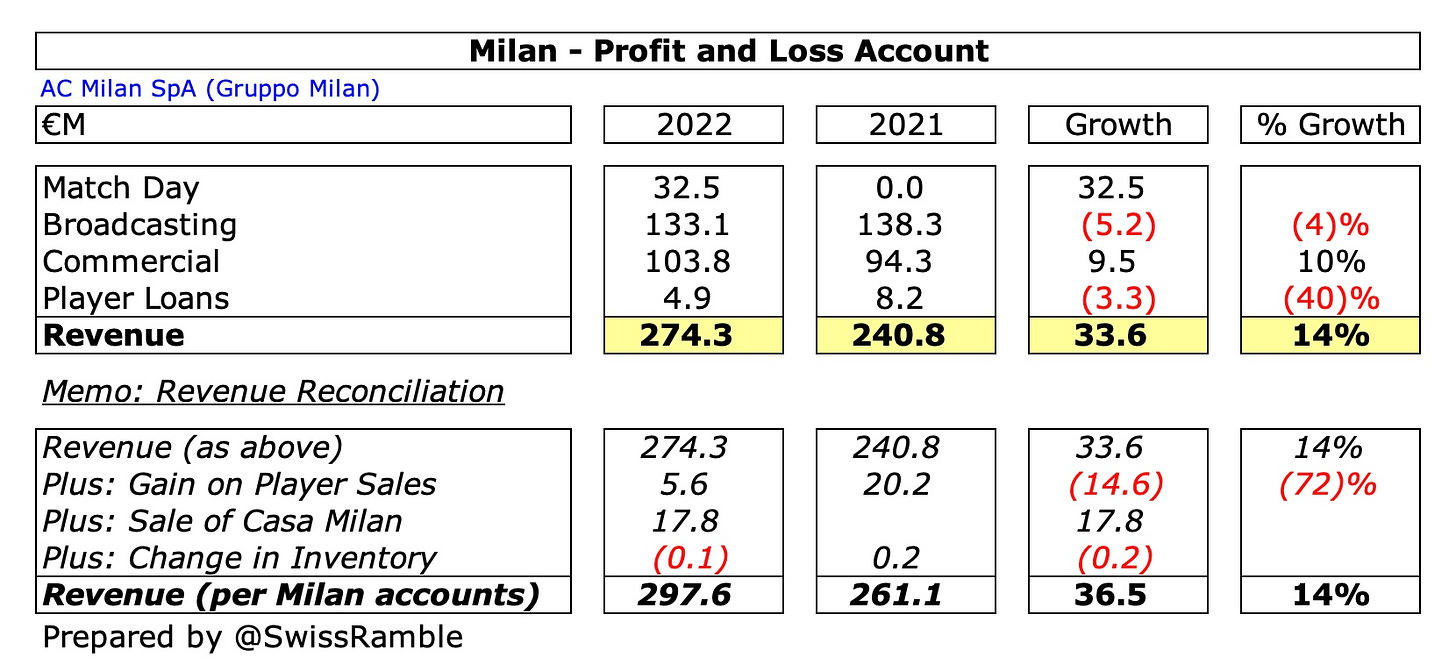 Milan - Profit and Loss Account
AC Milan SpA (Gruppo Milan)
€M 2022 2021 Growth % Growth
Match Day 32.5 0.0 32.5
Broadcasting 133.1 138.3 (5.2) (4)%
Commercial 103.8 94.3 9.5 10%
Player Loans 4.9 8.2 (3.3) (40)%
Revenue 274.3 240.8 33.6 14%
Memo: Revenue Reconciliation
Revenue (as above) 274.3 240.8 33.6 14%
Plus: Gain on Player Sales 5.6 20.2 (14.6) (72)%
Plus: Sale of Casa Milan 17.8 17.8
Plus: Change in Inventory (0.1) 0.2 (0.2)
Revenue (per Milan accounts) 297.6 261.1 36.5 14%
Prepared by @SwissRamble